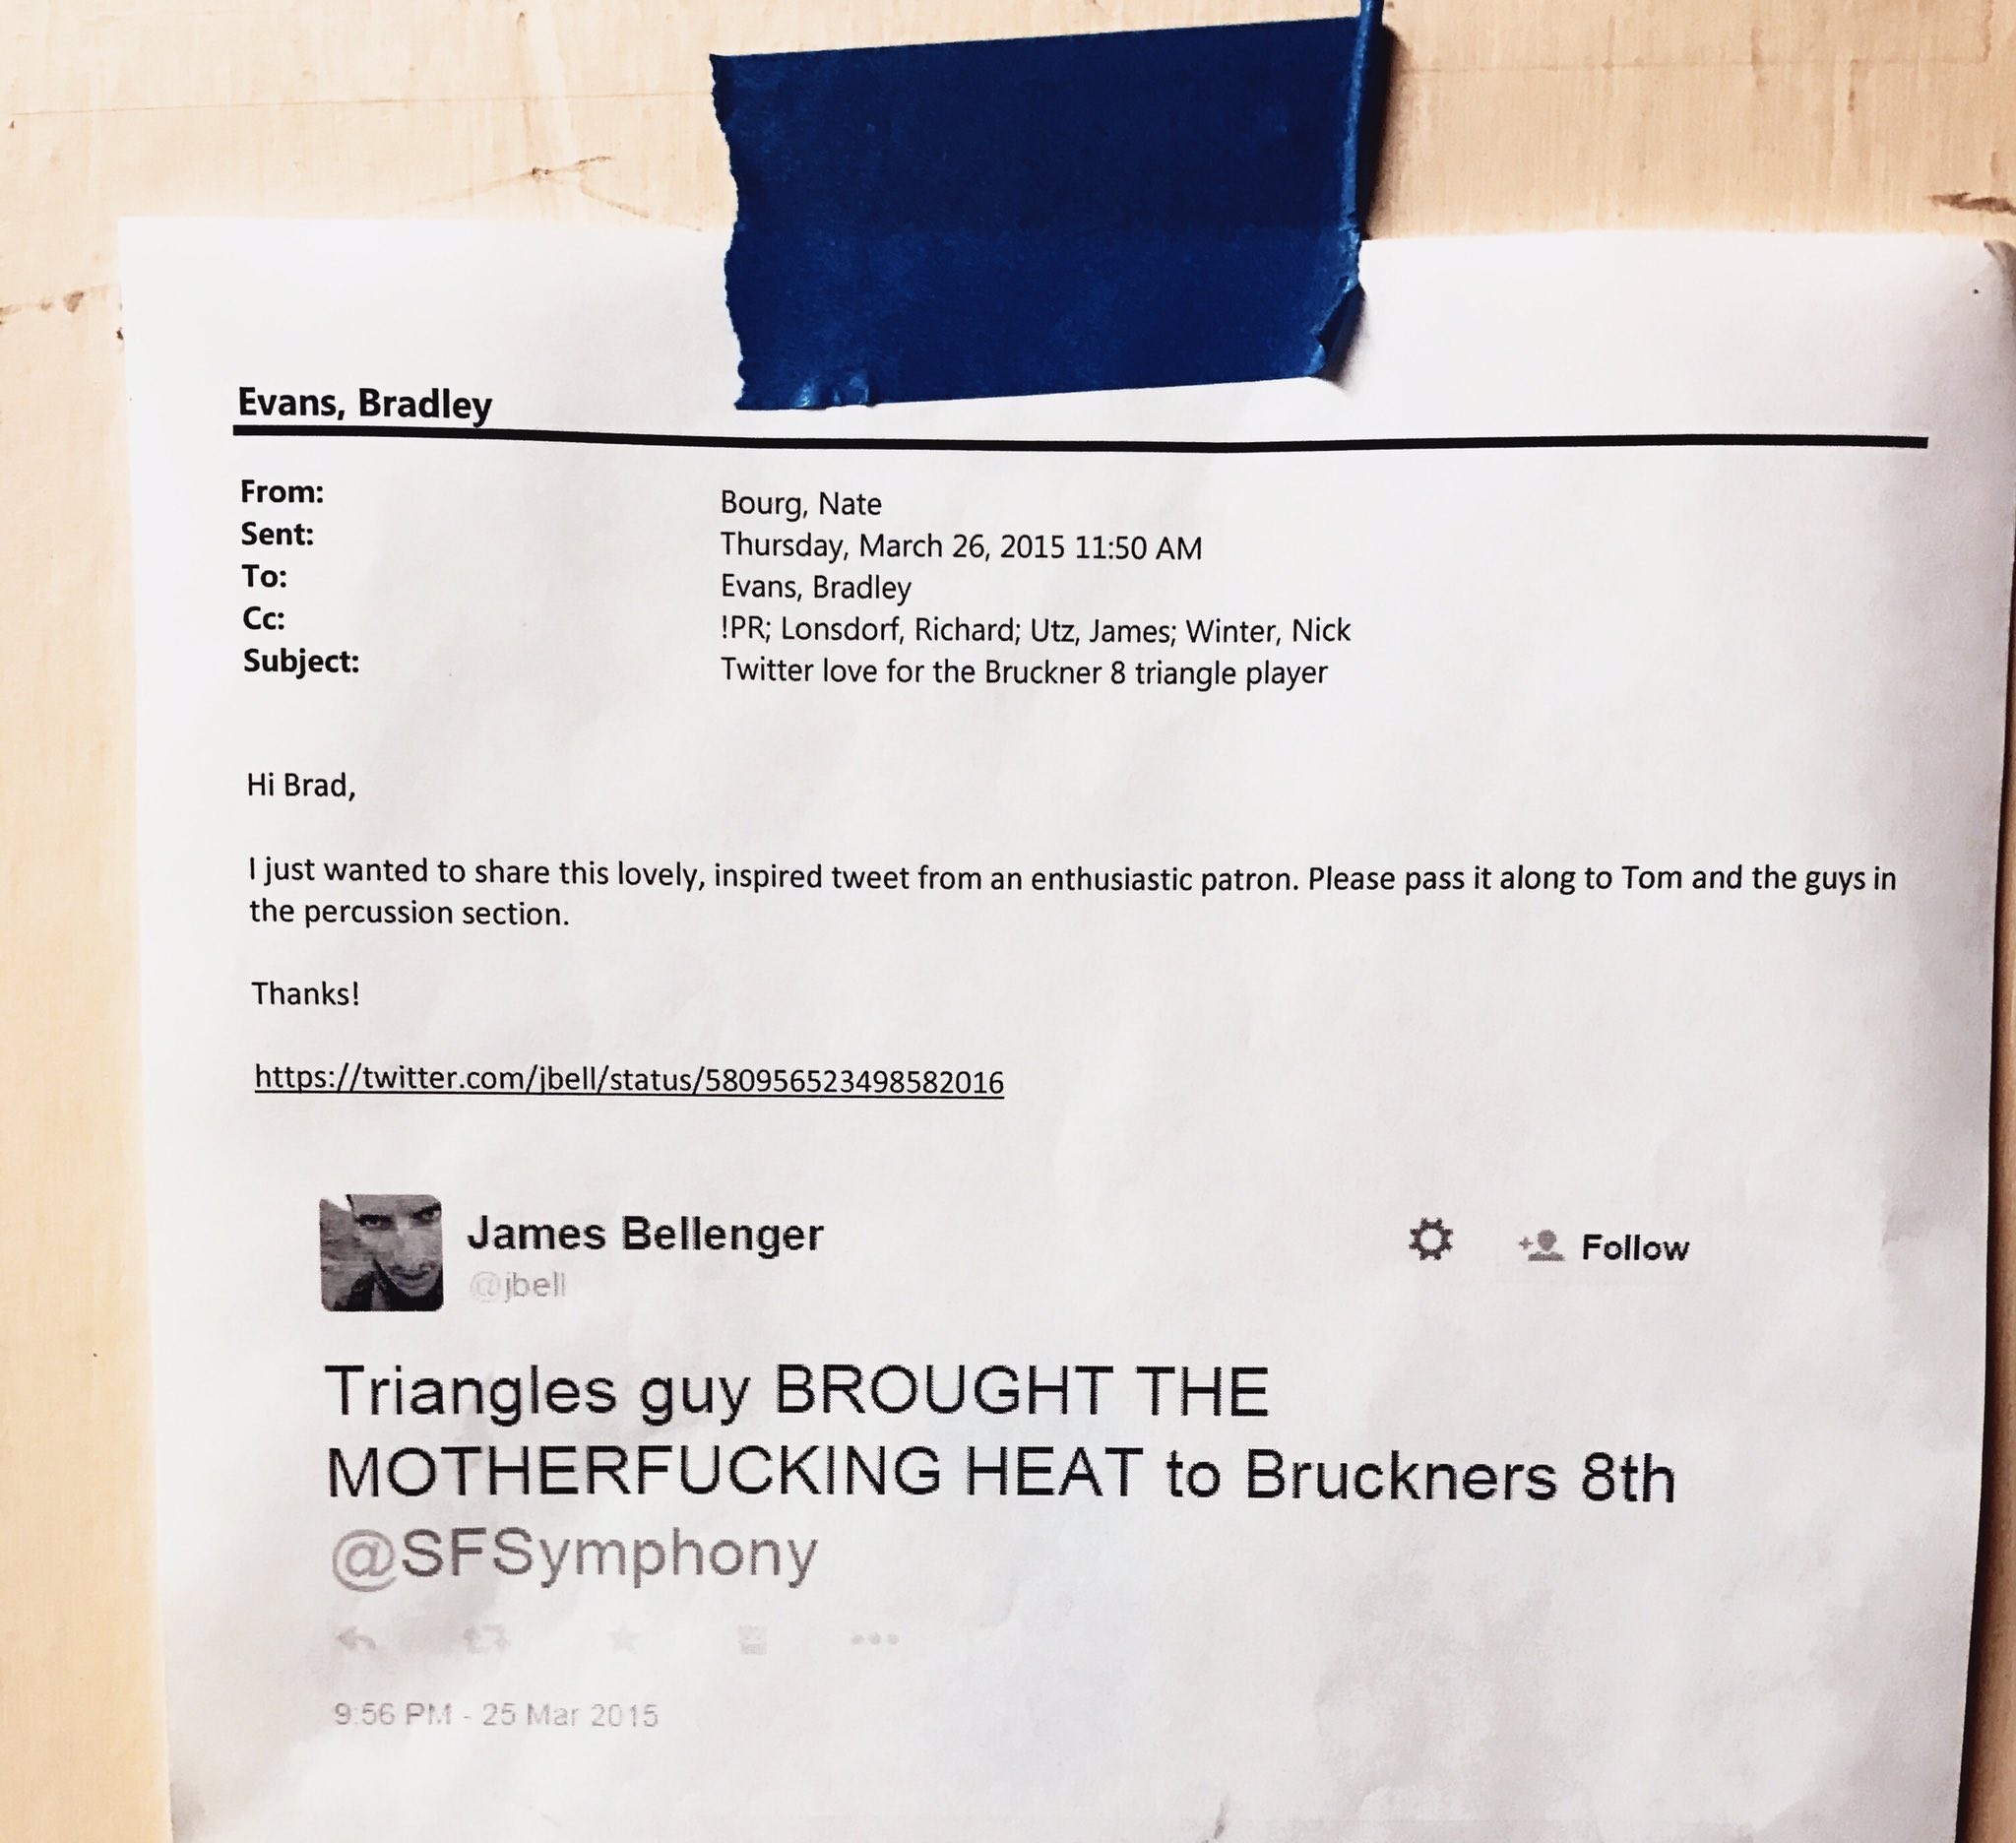 Evans, Bradley
From: Bourg, Nate
Sent: Thursday, March 26, 2015 11:50 AM
To: Evans, Bradley
Cc: !PR; Lonsdorf, Richard; Utz, James; Winter, Nick
Subject: Twitter love for the Bruckner 8 triangle player
Hi Brad,
I just wanted to share this lovely, inspired tweet from an enthusiastic patron. Please pass it along to Tom and the guys in
the percussion section.
Thanks!
https://twitter.com/jbell/status/580956523498582016
James Bellenger
@jbell
Follow
Triangles guy BROUGHT THE
MOTHERFUCKING HEAT to Bruckners 8th
@SFSymphony
9:56 PM - 25 Mar 2015